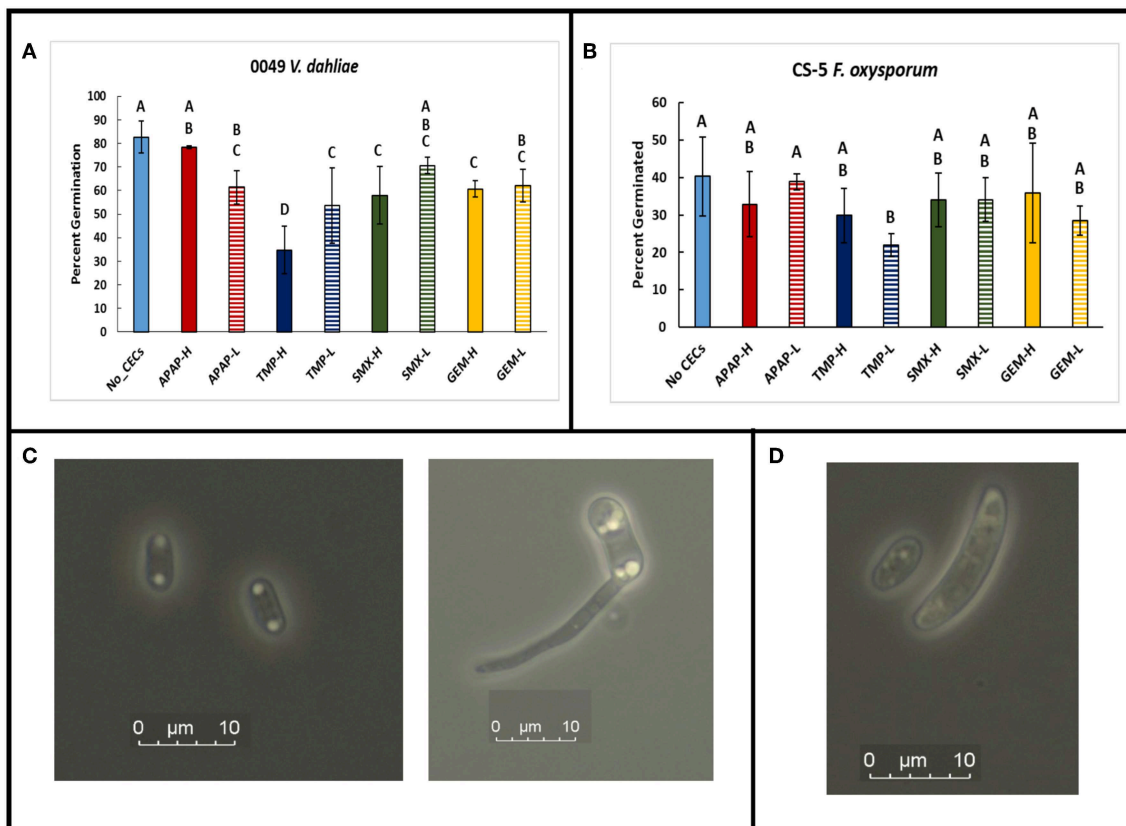 A
0049 V. dahliae
Percent Germination
100
90
80
70
60
50
40
30
20
10
0
A
A
B
B
C
D
C
C
A
B
C
C
B
C
No_CECs
APAP-H
APAP-L
TMP-H
TMP-L
SMX-H
SMX-L
GEM-H
GEM-L
B
CS-5 F. oxysporum
Percent Germinated
60
50
40
30
20
10
0
A
A
B
A
A
B
B
A
B
A
B
A
B
A
B
No CECs
APAP-H
APAP-L
TMP-H
TMP-L
SMX-H
SMX-L
GEM-H
GEM-L
C
0 µm 10
0 µm 10
D
0 µm 10